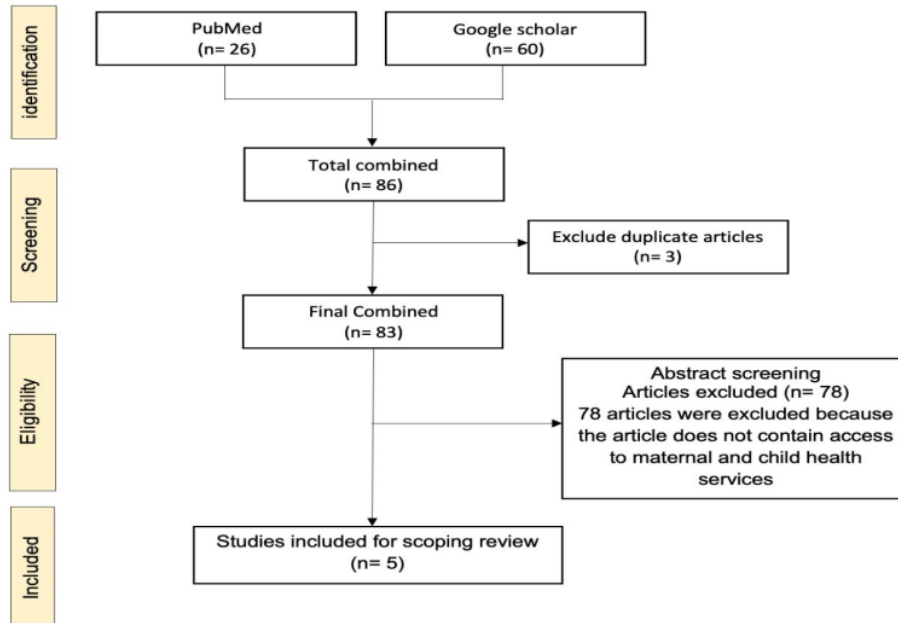 identification
PubMed
(n= 26)
Google scholar
(n= 60)
Total combined
(n= 86)
Screening
Exclude duplicate articles
(n= 3)
Final Combined
(n= 83)
Eligibility
Abstract screening
Articles excluded (n= 78)
78 articles were excluded because
the article does not contain access
to maternal and child health
services
Included
Studies included for scoping review
(n= 5)